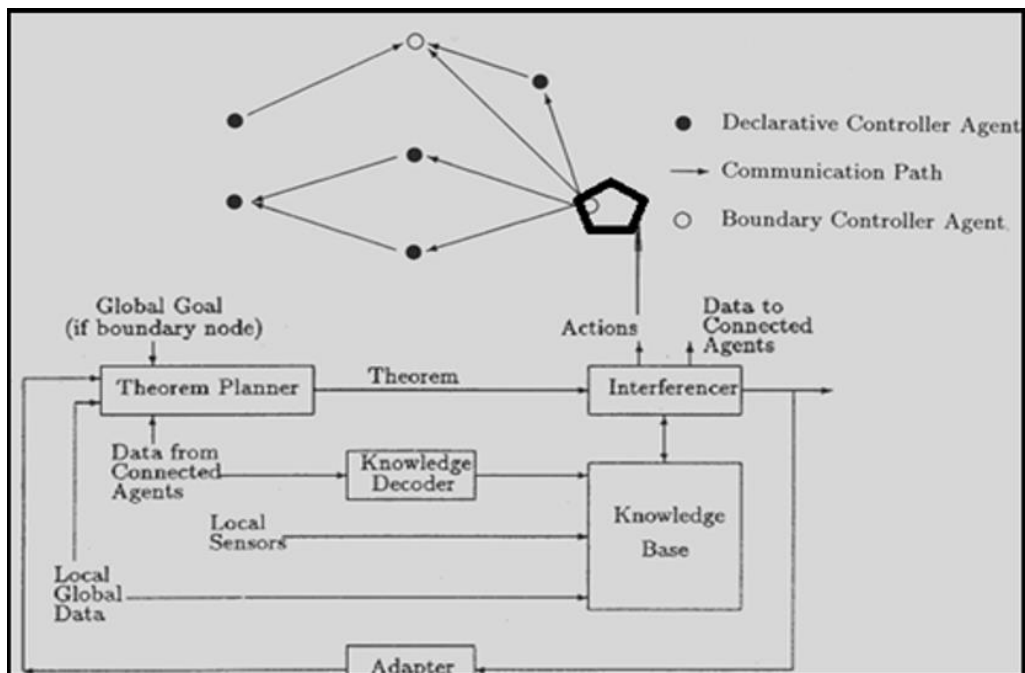 Declarative Controller Agent
Communication Path
Boundary Controller Agent.
Global Goal
(if boundary node)
Actions
Data to
Connected
Agents
Theorem Planner
Theorem
Interferencer
Data from
Connected
Agents
Knowledge
Decoder
Knowledge
Base
Local
Sensors
Local
Global
Data
Adapter